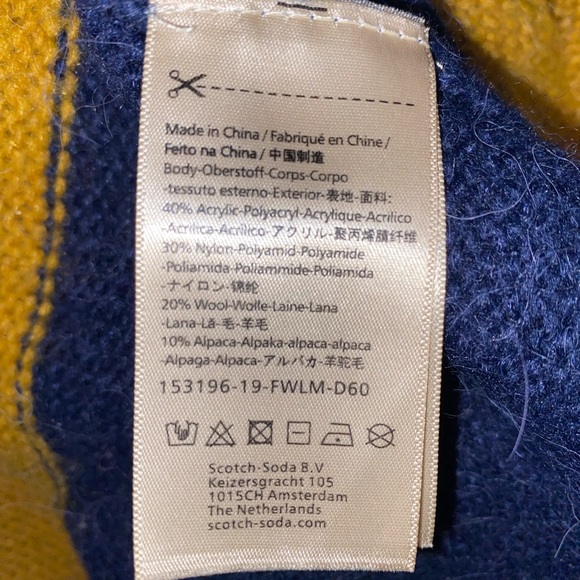 Made in China / Fabriqué en Chine /
Feito na China / 中国制造
Body-Oberstoff-Corps-Corpo
-tessuto esterno-Exterior-表地-面料:
40% Acrylic-Polyacryl-Acrylique-Acrilico
-Acrílica-Acrílico-アクリル-聚丙烯腈纤维
30% Nylon-Polyamid-Polyamide
-Poliamida-Poliammide-Poliamida
-ナイロン-锦纶
20% Wool-Wolle-Laine-Lana
-Lana-Lã-毛-羊毛
10% Alpaca-Alpaka-alpaca-alpaca
-Alpaga-Alpaca-アルパカ-羊驼毛
153196-19-FWLM-D60
Scotch-Soda B.V
Keizersgracht 105
1015CH Amsterdam
The Netherlands
scotch-soda.com